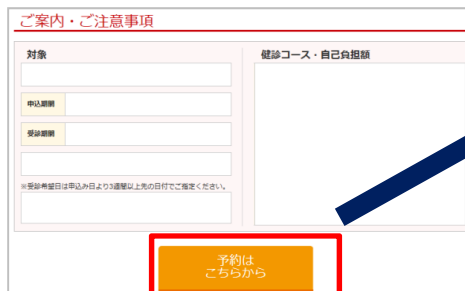 ご案内・ご注意事項
対象
健診コース・自己負担額
申込期間
受診期間
※受診希望日は申込み日より3週間以上先の日付でご指定ください。
予約は
こちらから